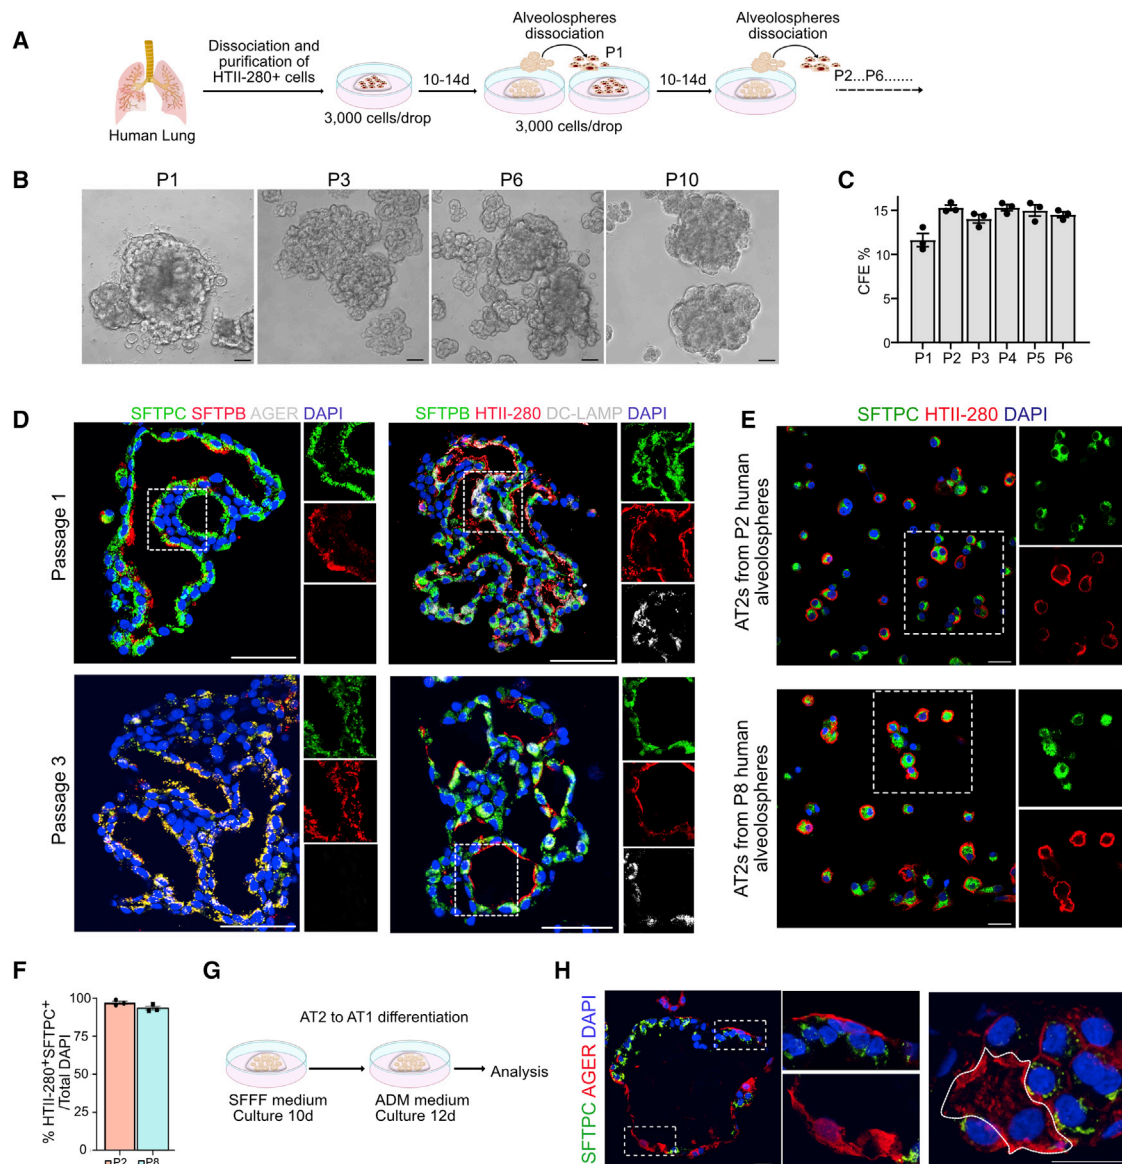 A
Dissociation and
purification of
HTII-280+ cells
Human Lung
3,000 cells/drop
10-14d
Alveolospheres
dissociation
P1
3,000 cells/drop
10-14d
Alveolospheres
dissociation
P2...P6.......
B
P1
P3
P6
P10
C
CFE %
15
10
5
0
P1
P2
P3
P4
P5
P6
D
SFTPC SFTPB AGER DAPI
SFTPB HTII-280 DC-LAMP DAPI
Passage 1
Passage 3
E
SFTPC HTII-280 DAPI
AT2s from P2 human
alveolospheres
AT2s from P8 human
alveolospheres
F
% HTII-280+SFTPC+
/Total DAPI
100
75
50
25
0
P2
P8
G
AT2 to AT1 differentiation
SFFF medium
Culture 10d
ADM medium
Culture 12d
Analysis
H
SFTPC AGER DAPI